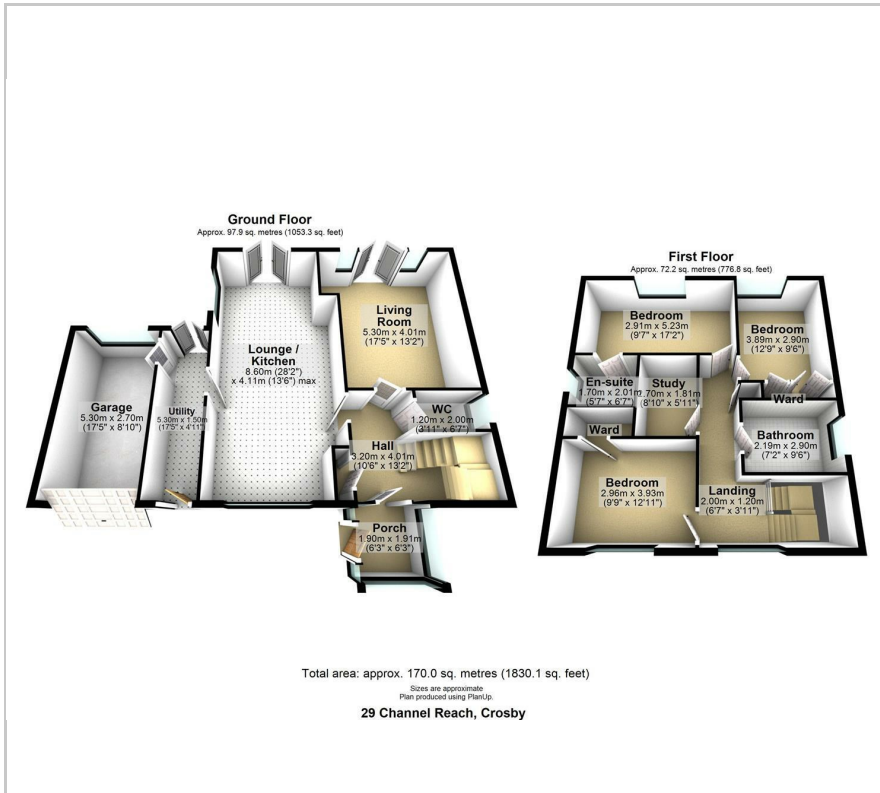 Ground Floor
Approx. 97.9 sq. metres (1053.3 sq. feet)
Living
Room
5.30m x 4.01m
(17'5" x 13'2")
Lounge /
Kitchen
8.60m (28'2")
x 4.11m (13'6") max
Garage
5.30m x 2.70m
(17'5" x 8'10")
Utility
5.30m x 1.50m
(17'5" x 4'11")
WC
1.20m x 2.00m
(3'11" x 6'7")
Hall
3.20m x 4.01m
(10'6" x 13'2")
Porch
1.90m x 1.91m
(6'3" x 6'3")
First Floor
Approx. 72.2 sq. metres (776.8 sq. feet)
Bedroom
2.91m x 5.23m
(9'7" x 17'2")
Bedroom
3.89m x 2.90m
(12'9" x 9'6")
En-suite
1.70m x 2.01m
(5'7" x 6'7")
Study
.70m x 1.81m
(8'10" x 5'11")
Ward
Ward
Bathroom
2.19m x 2.90m
(7'2" x 9'6")
Bedroom
2.96m x 3.93m
(9'9" x 12'11")
Landing
2.00m x 1.20m
(6'7" x 3'11")
Total area: approx. 170.0 sq. metres (1830.1 sq. feet)
Sizes are approximate
Plan produced using PlanUp.
29 Channel Reach, Crosby